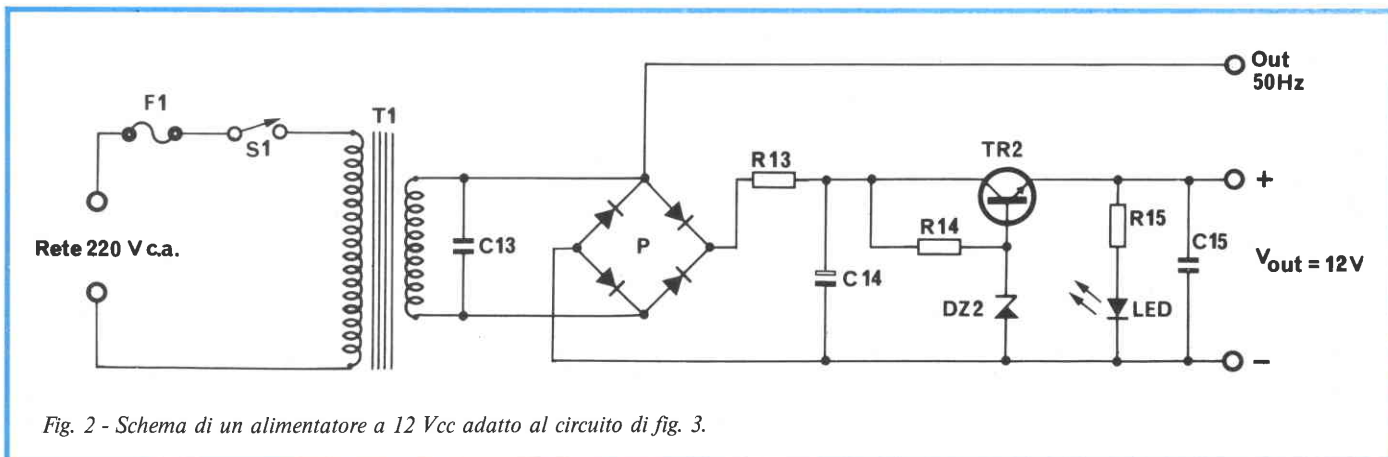 Out
50Hz
F1
S1
T1
R13
TR2
+
Rete 220 V c.a.
C13
P
R14
C14
DZ2
R15
LED
C15
Vout = 12V
−
Fig. 2 - Schema di un alimentatore a 12 Vcc adatto al circuito di fig. 3.